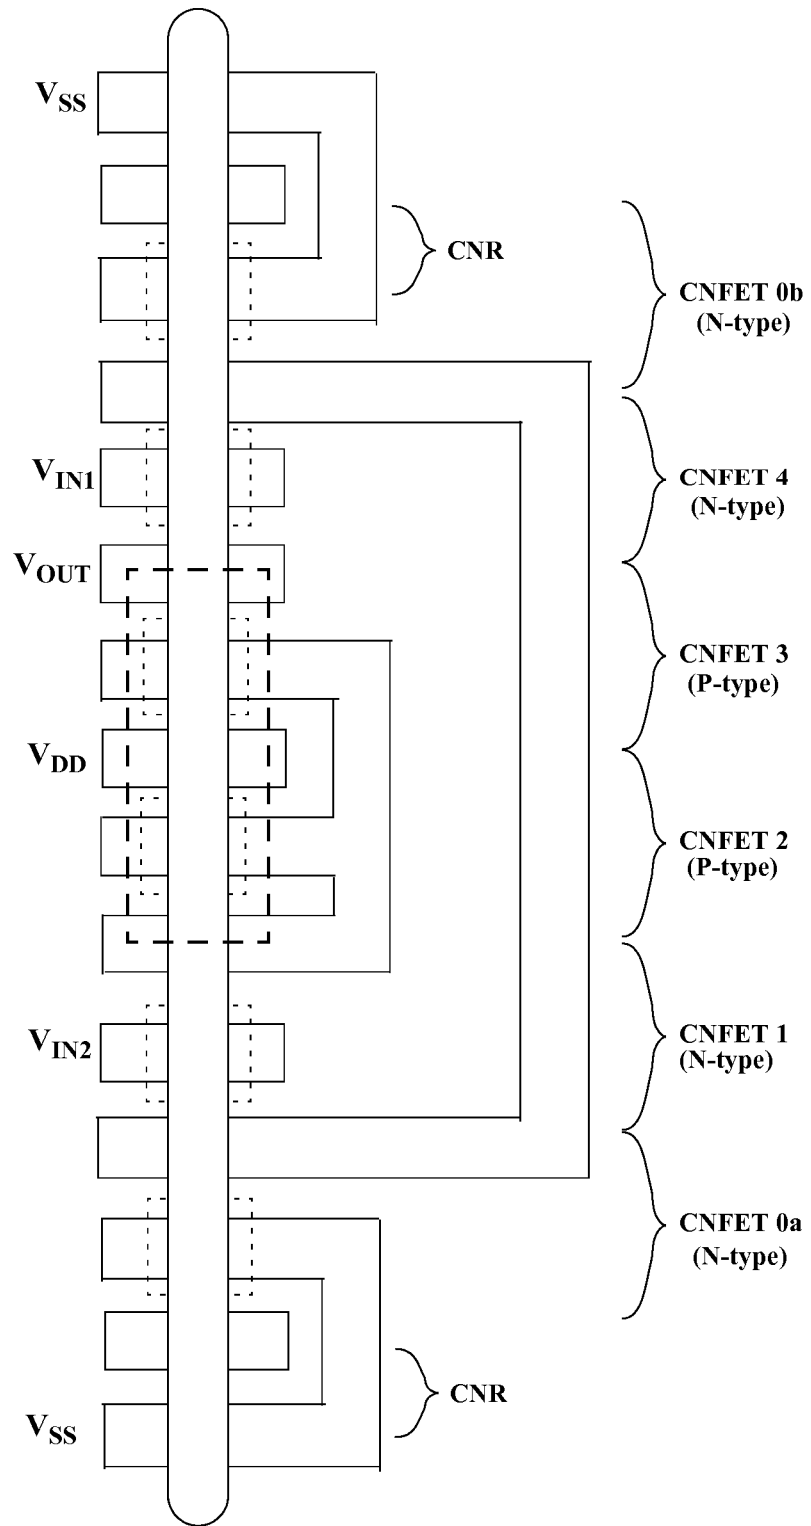 V_SS
CNR
CNFET 0b
(N-type)
V_IN1
CNFET 4
(N-type)
V_OUT
CNFET 3
(P-type)
V_DD
CNFET 2
(P-type)
V_IN2
CNFET 1
(N-type)
CNFET 0a
(N-type)
CNR
V_SS